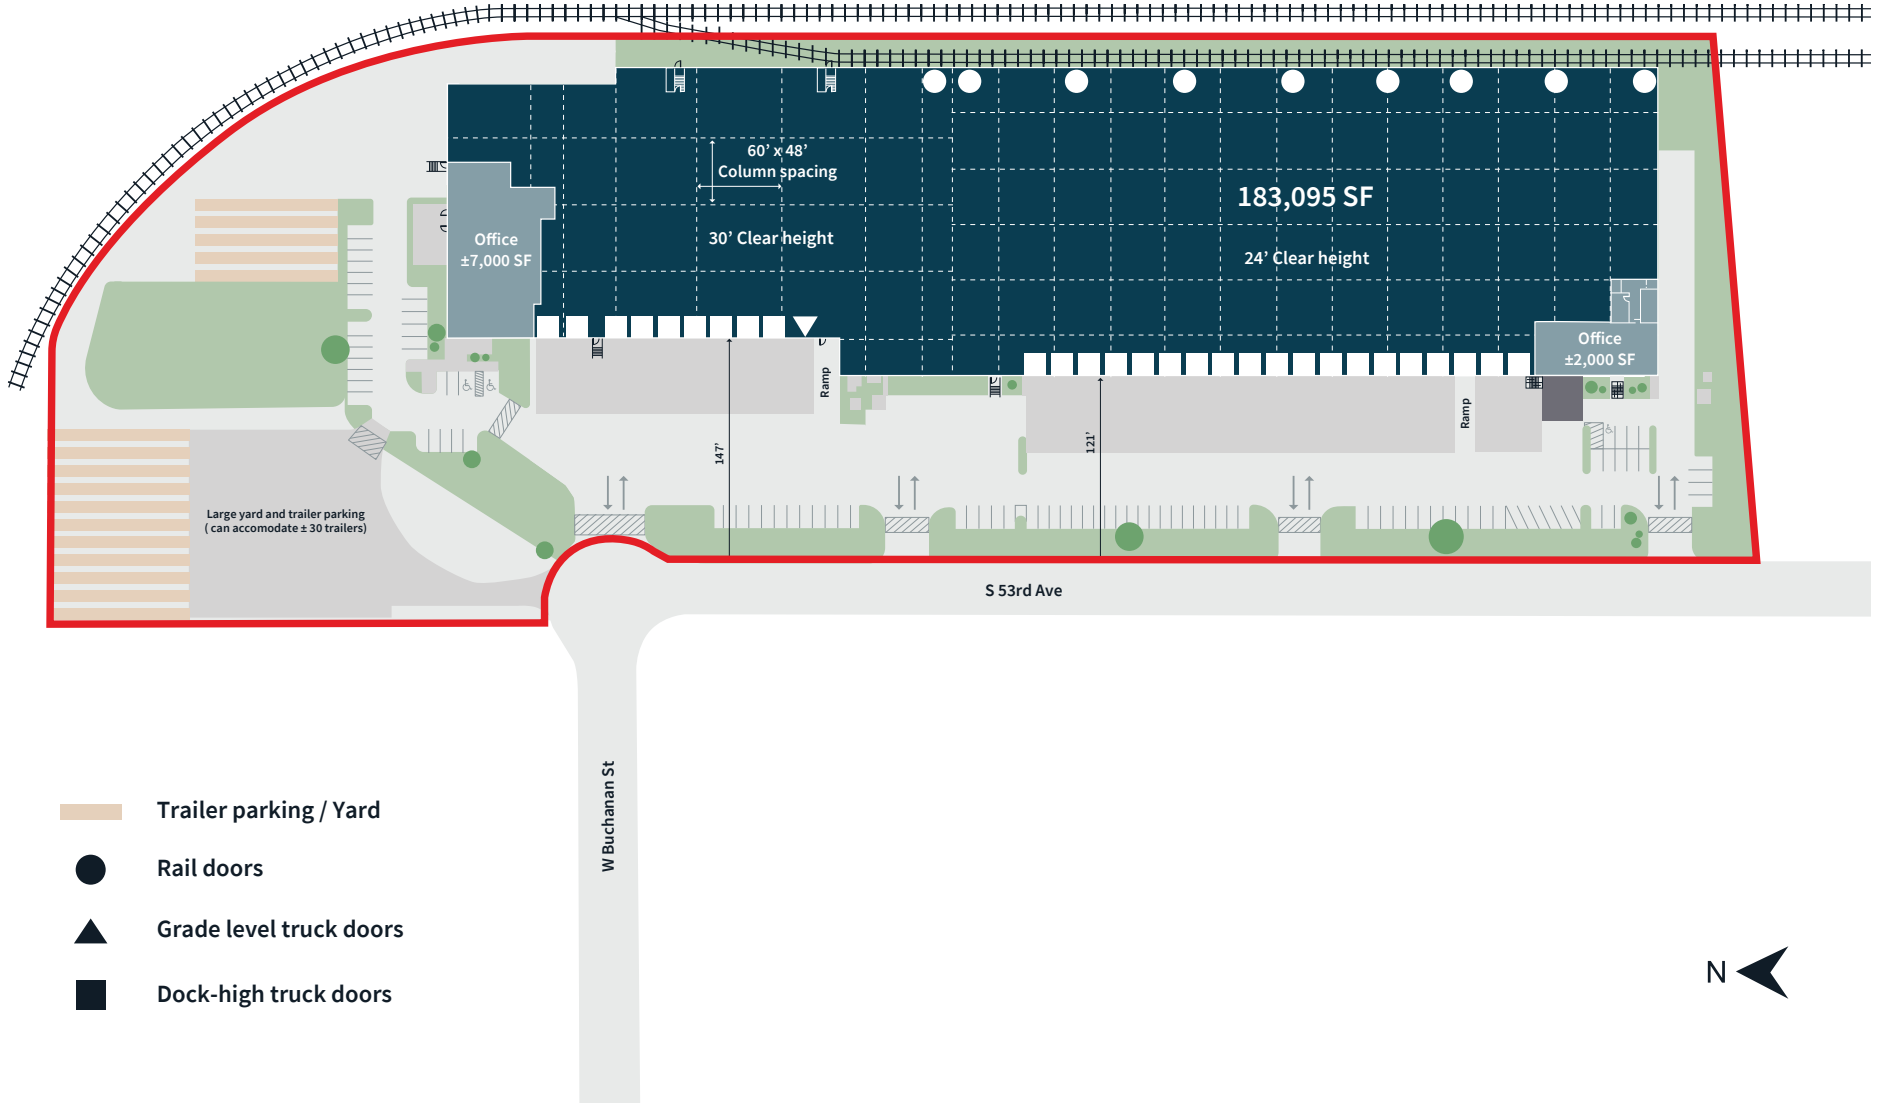 60’ x 48’
Column spacing
183,095 SF
30’ Clear height
24’ Clear height
Office
±7,000 SF
Office
±2,000 SF
Ramp
Ramp
147’
121’
Large yard and trailer parking
( can accomodate ± 30 trailers)
S 53rd Ave
W Buchanan St
Trailer parking / Yard
Rail doors
Grade level truck doors
Dock-high truck doors
N